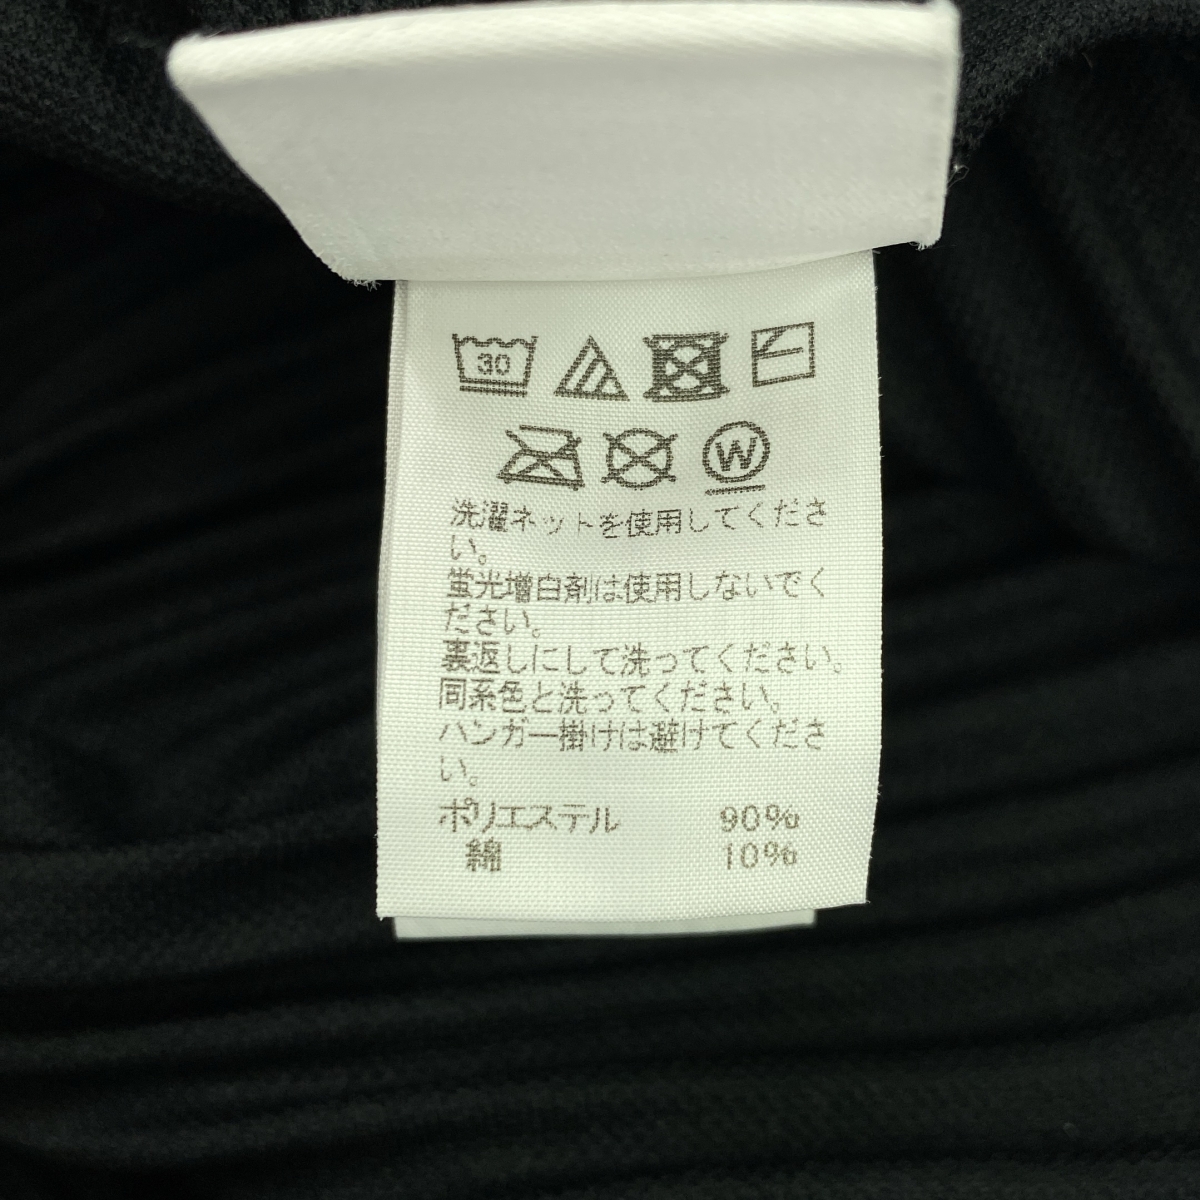 30
W
洗濯ネットを使用してくださ
い。
蛍光増白剤は使用しないでく
ださい。
裏返しにして洗ってください。
同系色と洗ってください。
ハンガー掛けは避けてくださ
い。
ポリエステル 90%
綿 10%